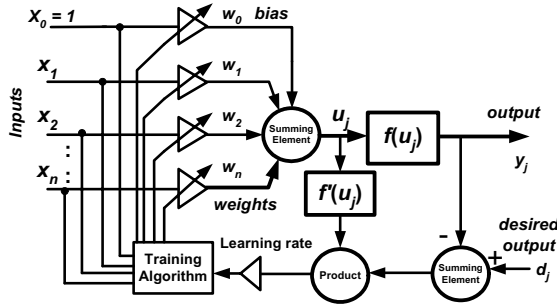 X0 = 1
w0 bias
x1
w1
Inputs
x2
w2
:
:
xn
wn
weights
Summing
Element
uj
f(uj)
output
yj
f'(uj)
Learning rate
Training
Algorithm
Product
-
+
Summing
Element
desired
output
dj